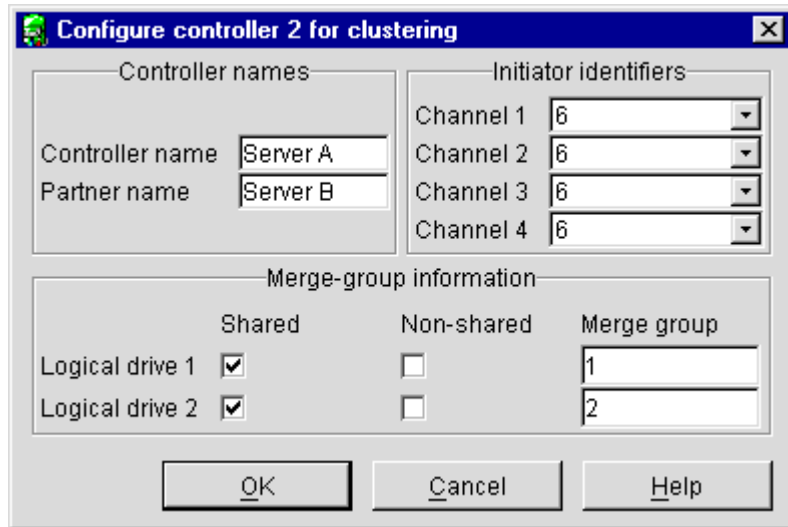 Configure controller 2 for clustering
Controller names
Controller name Server A
Partner name Server B
Initiator identifiers
Channel 1 6
Channel 2 6
Channel 3 6
Channel 4 6
Merge-group information
Shared Non-shared Merge group
Logical drive 1 1
Logical drive 2 2
OK Cancel Help